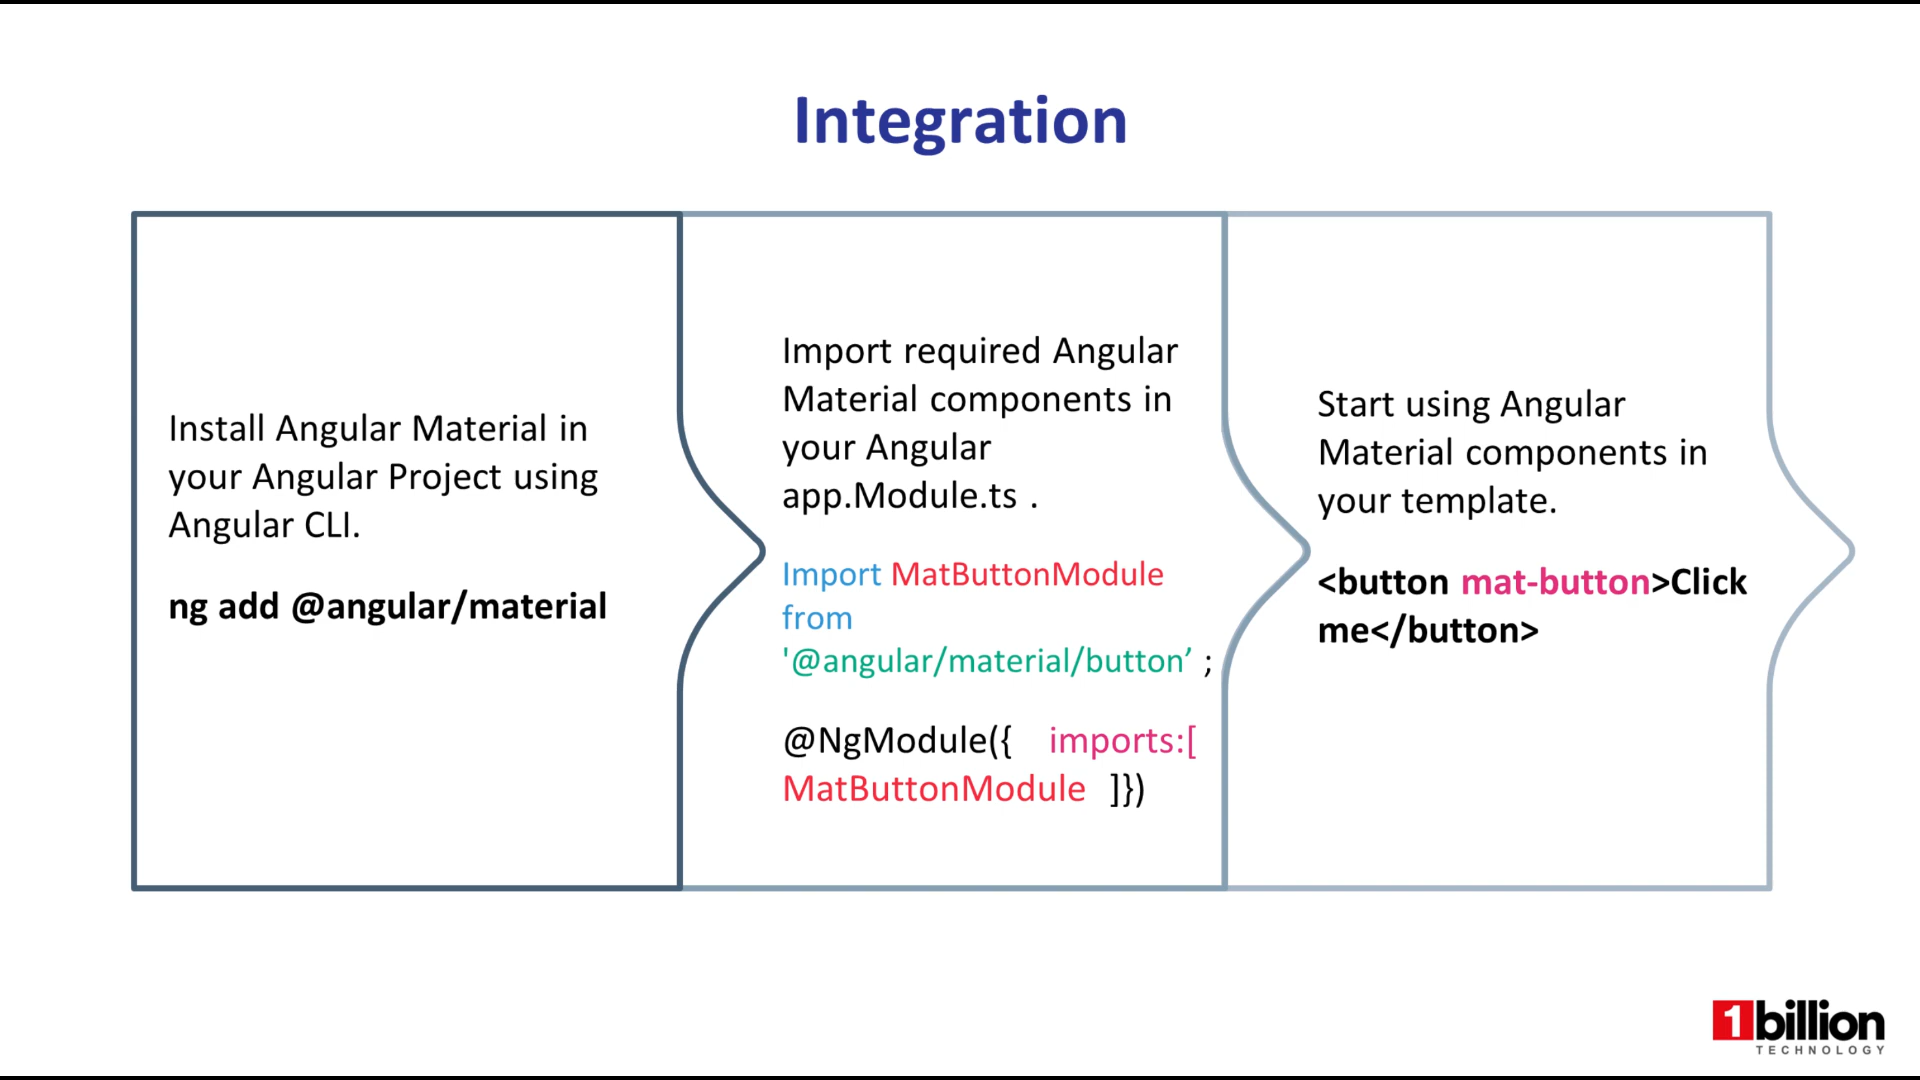 Integration
Install Angular Material in
your Angular Project using
Angular CLI.
ng add @angular/material
Import required Angular
Material components in
your Angular
app.Module.ts .
Import MatButtonModule
from
'@angular/material/button’ ;
@NgModule({ imports:[
MatButtonModule ]})
Start using Angular
Material components in
your template.
<button mat-button>Click
me</button>
1billion
TECHNOLOGY